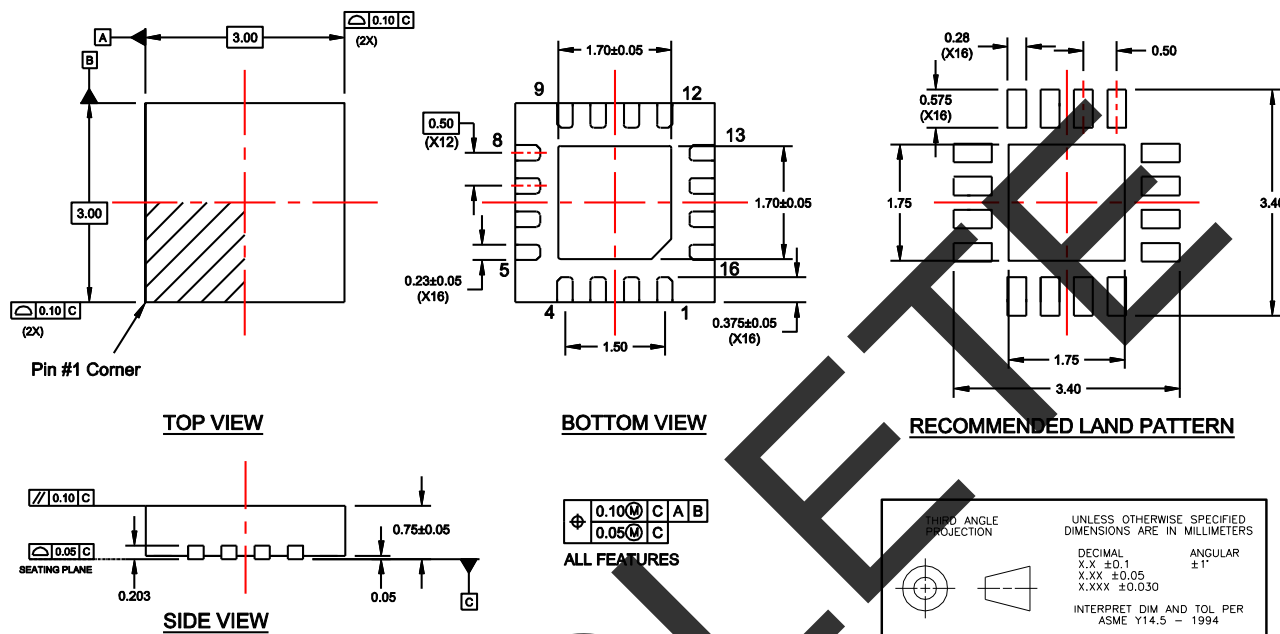 A
3.00
0.10 C
(2X)
B
3.00
0.10 C
(2X)
Pin #1 Corner
TOP VIEW
1.70±0.05
9
12
0.50
(X12)
8
13
1.70±0.05
0.23±0.05
(X16)
5
16
4
1
0.375±0.05
(X16)
1.50
BOTTOM VIEW
0.28
(X16)
0.50
0.575
(X16)
1.75
3.40
1.75
3.40
RECOMMENDED LAND PATTERN
// 0.10 C
0.75±0.05
0.05 C
SEATING PLANE
0.203
0.05
C
SIDE VIEW
0.10 Ⓜ C A B
0.05 Ⓜ C
ALL FEATURES
THIRD ANGLE
PROJECTION
UNLESS OTHERWISE SPECIFIED
DIMENSIONS ARE IN MILLIMETERS
DECIMAL ANGULAR
X.X ±0.1 ±1°
X.XX ±0.05
X.XXX ±0.030
INTERPRET DIM AND TOL PER
ASME Y14.5 – 1994
ETE